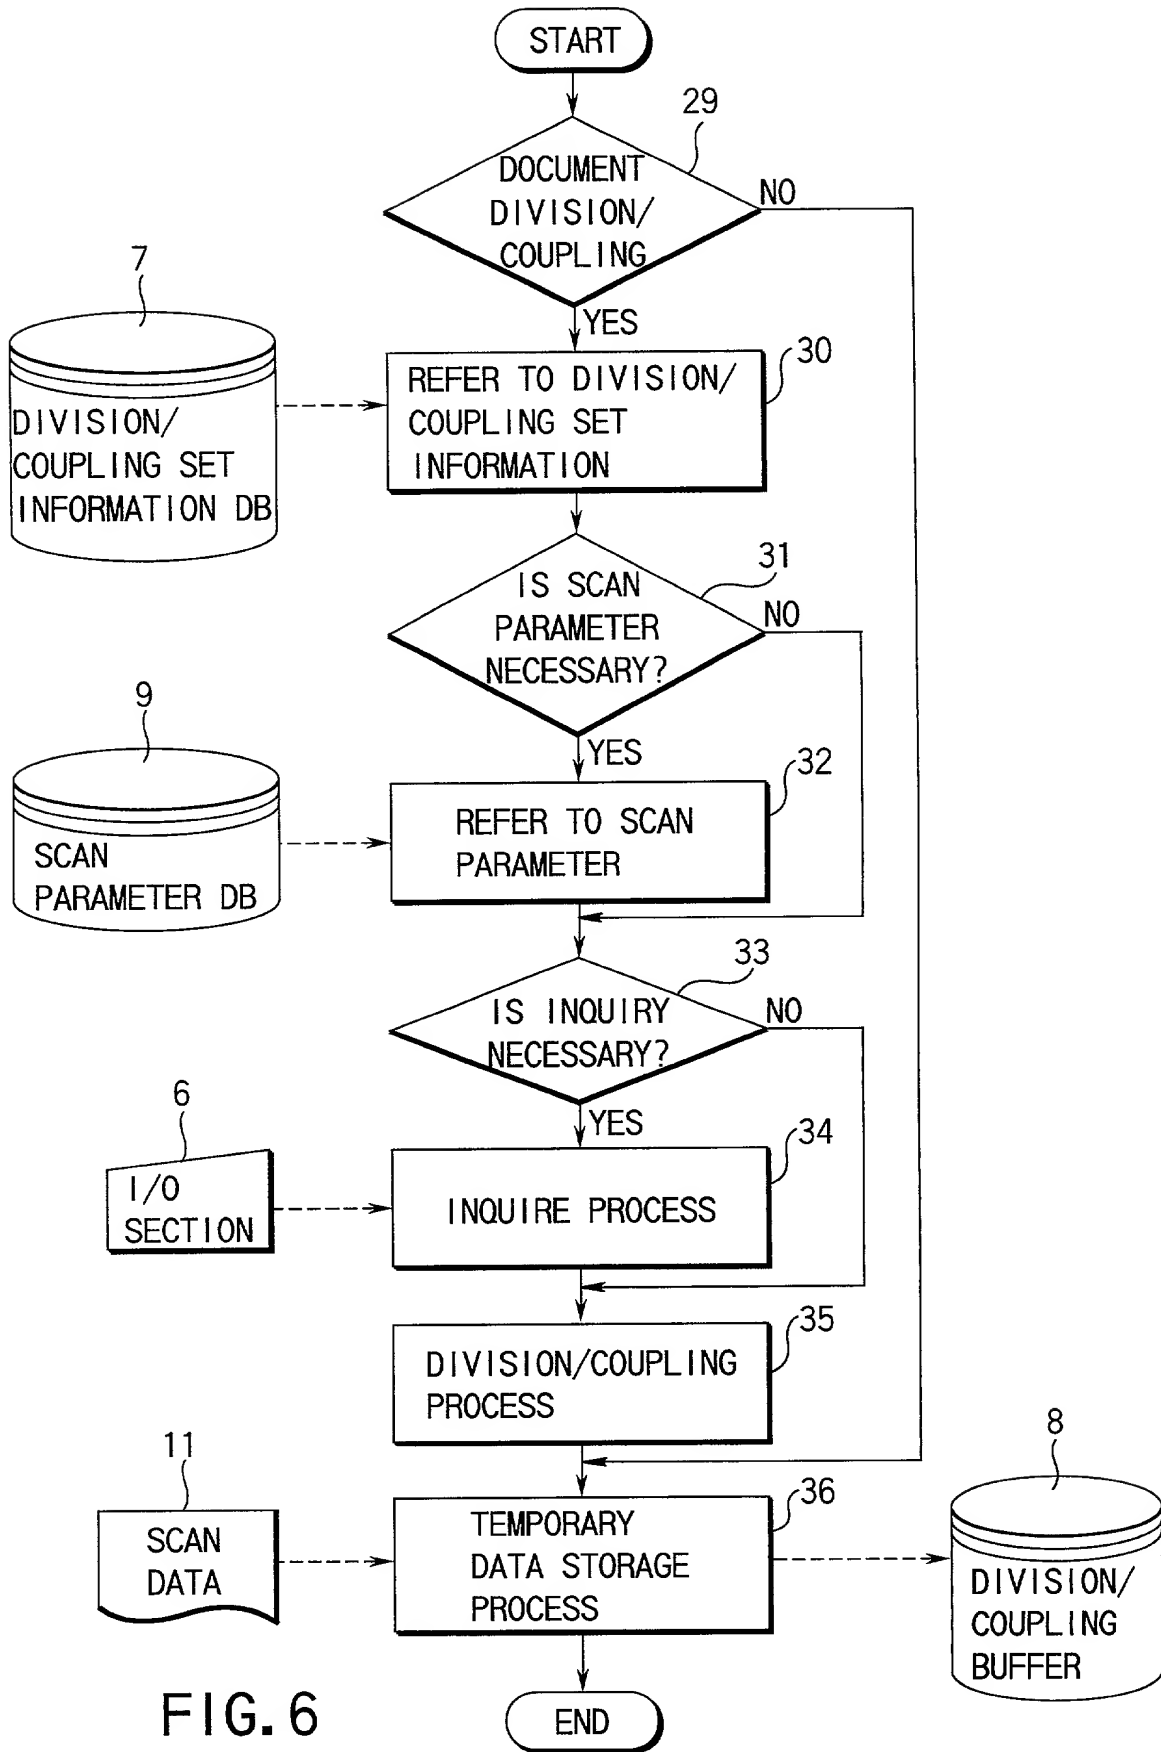 START
29
DOCUMENT
DIVISION/
COUPLING
NO
7
YES
30
REFER TO DIVISION/
COUPLING SET
INFORMATION
DIVISION/
COUPLING SET
INFORMATION DB
31
IS SCAN
PARAMETER
NECESSARY?
NO
9
YES
32
REFER TO SCAN
PARAMETER
SCAN
PARAMETER DB
33
IS INQUIRY
NECESSARY?
NO
6
YES
34
I/O
SECTION
INQUIRE PROCESS
35
DIVISION/COUPLING
PROCESS
11
8
36
SCAN
DATA
TEMPORARY
DATA STORAGE
PROCESS
DIVISION/
COUPLING
BUFFER
FIG. 6
END